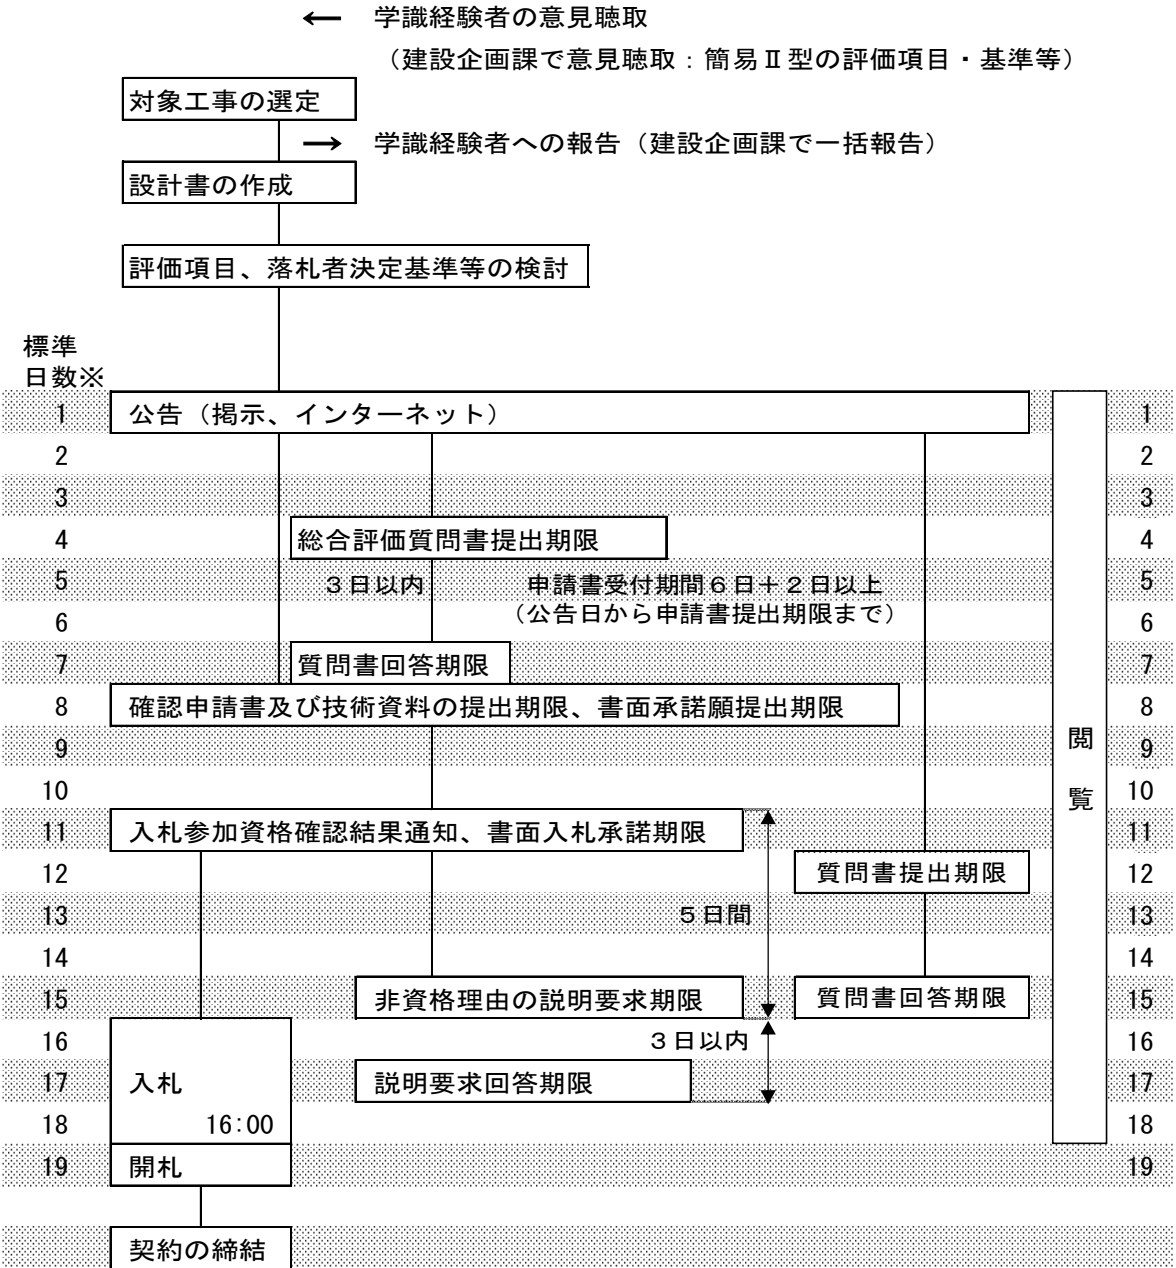 ← 学識経験者の意見聴取
（建設企画課で意見聴取：簡易Ⅱ型の評価項目・基準等）
対象工事の選定
→ 学識経験者への報告（建設企画課で一括報告）
設計書の作成
評価項目、落札者決定基準等の検討
標準
日数※
1 公告（掲示、インターネット） 1
2 2
3 3
4 総合評価質問書提出期限 4
5 ３日以内 申請書受付期間６日＋２日以上 5
6 （公告日から申請書提出期限まで） 6
7 質問書回答期限 7
8 確認申請書及び技術資料の提出期限、書面承諾願提出期限 8
9 9
10 10
閲覧
11 入札参加資格確認結果通知、書面入札承諾期限 11
12 質問書提出期限 12
13 ５日間 13
14 14
15 非資格理由の説明要求期限 質問書回答期限 15
16 ３日以内 16
17 入札 説明要求回答期限 17
18 16:00 18
19 開札 19
契約の締結